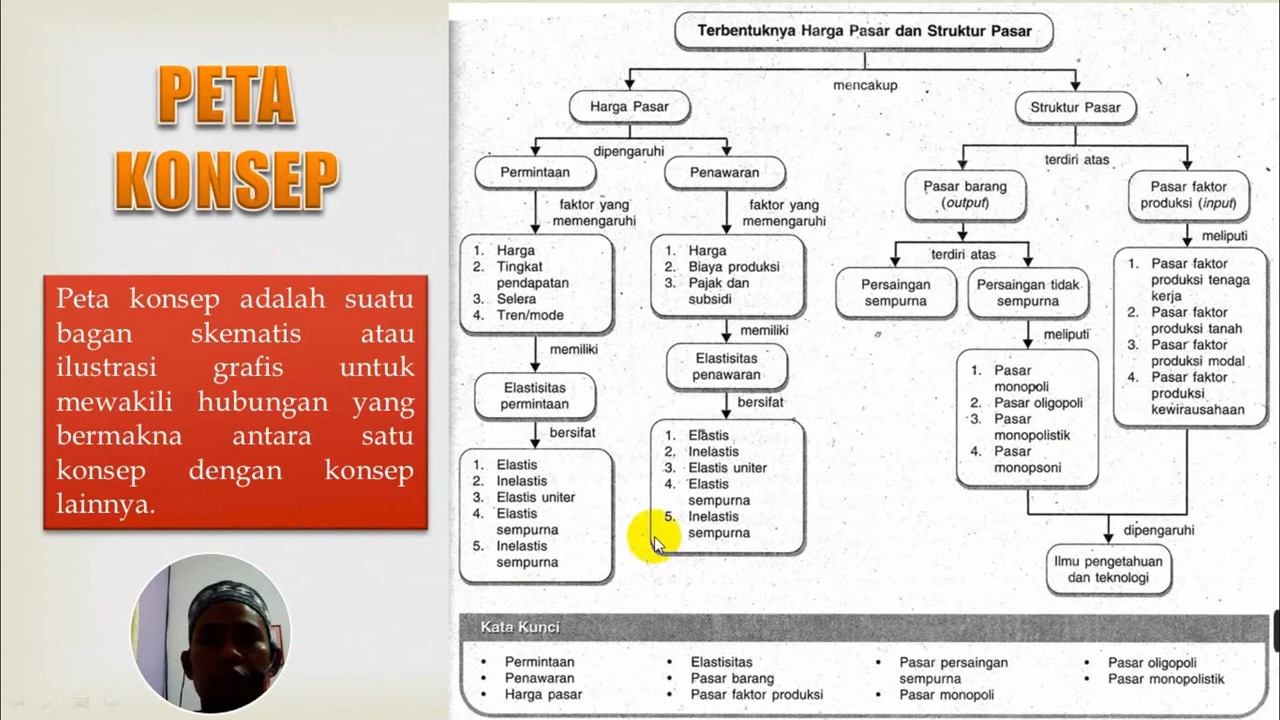 PETA
KONSEP
Peta konsep adalah suatu
bagan skematis atau
ilustrasi grafis untuk
mewakili hubungan yang
bermakna antara satu
konsep dengan konsep
lainnya.
Terbentuknya Harga Pasar dan Struktur Pasar
mencakup
Harga Pasar
dipengaruhi
Permintaan
faktor yang
memengaruhi
1. Harga
2. Tingkat
pendapatan
3. Selera
4. Tren/mode
memiliki
Elastisitas
permintaan
bersifat
1. Elastis
2. Inelastis
3. Elastis uniter
4. Elastis
sempurna
5. Inelastis
sempurna
Penawaran
faktor yang
memengaruhi
1. Harga
2. Biaya produksi
3. Pajak dan
subsidi
memiliki
Elastisitas
penawaran
bersifat
1. Elastis
2. Inelastis
3. Elastis uniter
4. Elastis
sempurna
5. Inelastis
sempurna
Struktur Pasar
terdiri atas
Pasar barang
(output)
terdiri atas
Persaingan
sempurna
Persaingan tidak
sempurna
meliputi
1. Pasar
monopoli
2. Pasar oligopoli
3. Pasar
monopolistik
4. Pasar
monopsoni
Pasar faktor
produksi (input)
meliputi
1. Pasar faktor
produksi tenaga
kerja
2. Pasar faktor
produksi tanah
3. Pasar faktor
produksi modal
4. Pasar faktor
produksi
kewirausahaan
dipengaruhi
Ilmu pengetahuan
dan teknologi
Kata Kunci
• Permintaan
• Penawaran
• Harga pasar
• Elastisitas
• Pasar barang
• Pasar faktor produksi
• Pasar persaingan
sempurna
• Pasar monopoli
• Pasar oligopoli
• Pasar monopolistik